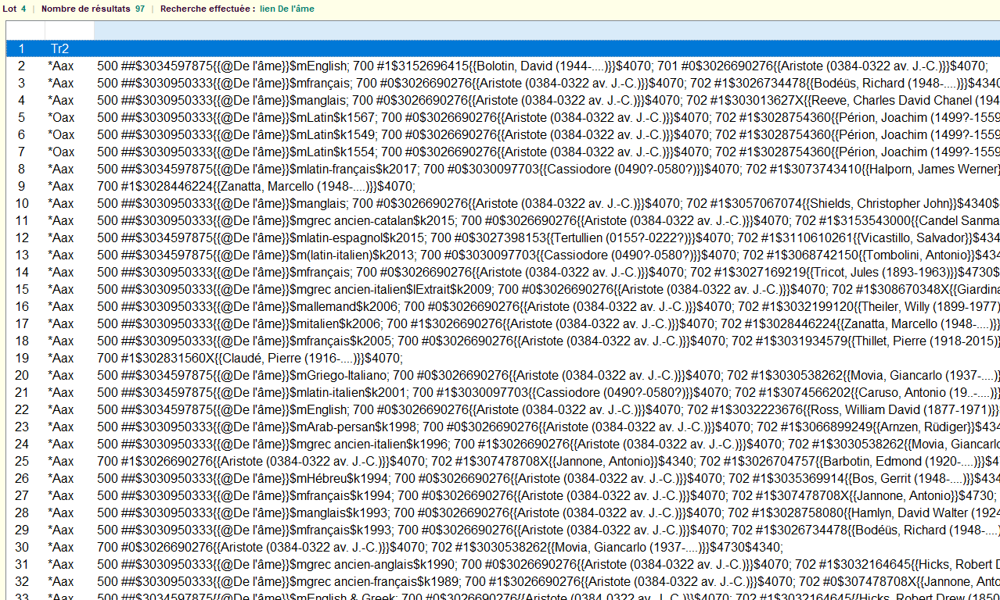 Lot 4 | Nombre de résultats 97 | Recherche effectuée : lien De l'âme
1 Tr2
2 *Aax 500 ##$3034597875{{@De l'âme}}$mEnglish; 700 #1$3152696415{{Bolotin, David (1944-....)}}$4070; 701 #0$3026690276{{Aristote (0384-0322 av. J.-C.)}}$4070;
3 *Aax 500 ##$3030950333{{@De l'âme}}$mfrançais; 700 #0$3026690276{{Aristote (0384-0322 av. J.-C.)}}$4070; 702 #1$3026734478{{Bodéüs, Richard (1948-....)}}$4340
4 *Aax 500 ##$3030950333{{@De l'âme}}$manglais; 700 #0$3026690276{{Aristote (0384-0322 av. J.-C.)}}$4070; 702 #1$303013627X{{Reeve, Charles David Chanel (194
5 *Oax 500 ##$3030950333{{@De l'âme}}$mLatin$k1567; 700 #0$3026690276{{Aristote (0384-0322 av. J.-C.)}}$4070; 702 #1$3028754360{{Périon, Joachim (1499?-1559
6 *Oax 500 ##$3030950333{{@De l'âme}}$mLatin$k1549; 700 #0$3026690276{{Aristote (0384-0322 av. J.-C.)}}$4070; 702 #1$3028754360{{Périon, Joachim (1499?-1559
7 *Oax 500 ##$3030950333{{@De l'âme}}$mLatin$k1554; 700 #0$3026690276{{Aristote (0384-0322 av. J.-C.)}}$4070; 702 #1$3028754360{{Périon, Joachim (1499?-1559
8 *Aax 500 ##$3034597875{{@De l'âme}}$mlatin-français$k2017; 700 #0$3030097703{{Cassiodore (0490?-0580?)}}$4070; 702 #1$3073743410{{Halporn, James Werner}
9 *Aax 700 #1$3028446224{{Zanatta, Marcello (1948-....)}}$4070;
10 *Aax 500 ##$3034597875{{@De l'âme}}$manglais; 700 #0$3026690276{{Aristote (0384-0322 av. J.-C.)}}$4070; 702 #1$3057067074{{Shields, Christopher John}}$4340$
11 *Aax 500 ##$3030950333{{@De l'âme}}$mgrec ancien-catalan$k2015; 700 #0$3026690276{{Aristote (0384-0322 av. J.-C.)}}$4070; 702 #1$3153543000{{Candel Sanma
12 *Aax 500 ##$3034597875{{@De l'âme}}$mlatin-espagnol$k2015; 700 #0$3027398153{{Tertullien (0155?-0222?)}}$4070; 702 #1$3110610261{{Vicastillo, Salvador}}$434
13 *Aax 500 ##$3034597875{{@De l'âme}}$m(latin-italien)$k2013; 700 #0$3030097703{{Cassiodore (0490?-0580?)}}$4070; 702 #1$3068742150{{Tombolini, Antonio}}$434
14 *Aax 500 ##$3030950333{{@De l'âme}}$mfrançais; 700 #0$3026690276{{Aristote (0384-0322 av. J.-C.)}}$4070; 702 #1$3027169219{{Tricot, Jules (1893-1963)}}$4730$
15 *Aax 500 ##$3030950333{{@De l'âme}}$mgrec ancien-italien$lExtrait$k2009; 700 #1$3026690276{{Aristote (0384-0322 av. J.-C.)}}$4070; 702 #1$308670348X{{Giardina
16 *Aax 500 ##$3030950333{{@De l'âme}}$mallemand$k2006; 700 #0$3026690276{{Aristote (0384-0322 av. J.-C.)}}$4070; 702 #1$3032199120{{Theiler, Willy (1899-1977)
17 *Aax 500 ##$3030950333{{@De l'âme}}$mitalien$k2006; 700 #1$3026690276{{Aristote (0384-0322 av. J.-C.)}}$4070; 702 #1$3028446224{{Zanatta, Marcello (1948-....)}}
18 *Aax 500 ##$3030950333{{@De l'âme}}$mfrançais$k2005; 700 #0$3026690276{{Aristote (0384-0322 av. J.-C.)}}$4070; 702 #1$3031934579{{Thillet, Pierre (1918-2015)}
19 *Aax 700 #1$302831560X{{Claudé, Pierre (1916-....)}}$4070;
20 *Aax 500 ##$3034597875{{@De l'âme}}$mGriego-Italiano; 700 #0$3026690276{{Aristote (0384-0322 av. J.-C.)}}$4070; 702 #1$3030538262{{Movia, Giancarlo (1937-....)}
21 *Aax 500 ##$3034597875{{@De l'âme}}$mlatin-italien$k2001; 700 #1$3030097703{{Cassiodore (0490?-0580?)}}$4070; 702 #1$3074566202{{Caruso, Antonio (19..-....)}}$
22 *Aax 500 ##$3034597875{{@De l'âme}}$mEnglish; 700 #0$3026690276{{Aristote (0384-0322 av. J.-C.)}}$4070; 702 #1$3032223676{{Ross, William David (1877-1971)}}
23 *Aax 500 ##$3030950333{{@De l'âme}}$mArab-persan$k1998; 700 #0$3026690276{{Aristote (0384-0322 av. J.-C.)}}$4070; 702 #1$3066899249{{Arnzen, Rüdiger}}$434
24 *Aax 500 ##$3030950333{{@De l'âme}}$mgrec ancien-italien$k1996; 700 #1$3026690276{{Aristote (0384-0322 av. J.-C.)}}$4070; 702 #1$3030538262{{Movia, Giancarlo
25 *Aax 700 #1$3026690276{{Aristote (0384-0322 av. J.-C.)}}$4070; 702 #1$307478708X{{Jannone, Antonio}}$4340; 702 #1$3026704757{{Barbotin, Edmond (1920-....)}}$4
26 *Aax 500 ##$3030950333{{@De l'âme}}$mHébreu$k1994; 700 #0$3026690276{{Aristote (0384-0322 av. J.-C.)}}$4070; 702 #1$3035369914{{Bos, Gerrit (1948-....)}}$434
27 *Aax 500 ##$3030950333{{@De l'âme}}$mfrançais$k1994; 700 #0$3026690276{{Aristote (0384-0322 av. J.-C.)}}$4070; 702 #1$307478708X{{Jannone, Antonio}}$4730;
28 *Aax 500 ##$3030950333{{@De l'âme}}$manglais$k1993; 700 #0$3026690276{{Aristote (0384-0322 av. J.-C.)}}$4070; 702 #1$3028758080{{Hamlyn, David Walter (1924
29 *Aax 500 ##$3030950333{{@De l'âme}}$mfrançais$k1993; 700 #0$3026690276{{Aristote (0384-0322 av. J.-C.)}}$4070; 702 #1$3026734478{{Bodéüs, Richard (1948-....)
30 *Aax 700 #0$3026690276{{Aristote (0384-0322 av. J.-C.)}}$4070; 702 #1$3030538262{{Movia, Giancarlo (1937-....)}}$4730$4340;
31 *Aax 500 ##$3030950333{{@De l'âme}}$mgrec ancien-anglais$k1990; 700 #0$3026690276{{Aristote (0384-0322 av. J.-C.)}}$4070; 702 #1$3032164645{{Hicks, Robert D
32 *Aax 500 ##$3030950333{{@De l'âme}}$mgrec ancien-français$k1989; 700 #1$3026690276{{Aristote (0384-0322 av. J.-C.)}}$4070; 702 #0$307478708X{{Jannone, Anto
33 *Aax 500 ##$3034597875{{@De l'âme}}$mEnglish & Greek; 700 #0$3026690276{{Aristote (0384-0322 av. J.-C.)}}$4070; 702 #1$3032164645{{Hicks, Robert Drew (1850